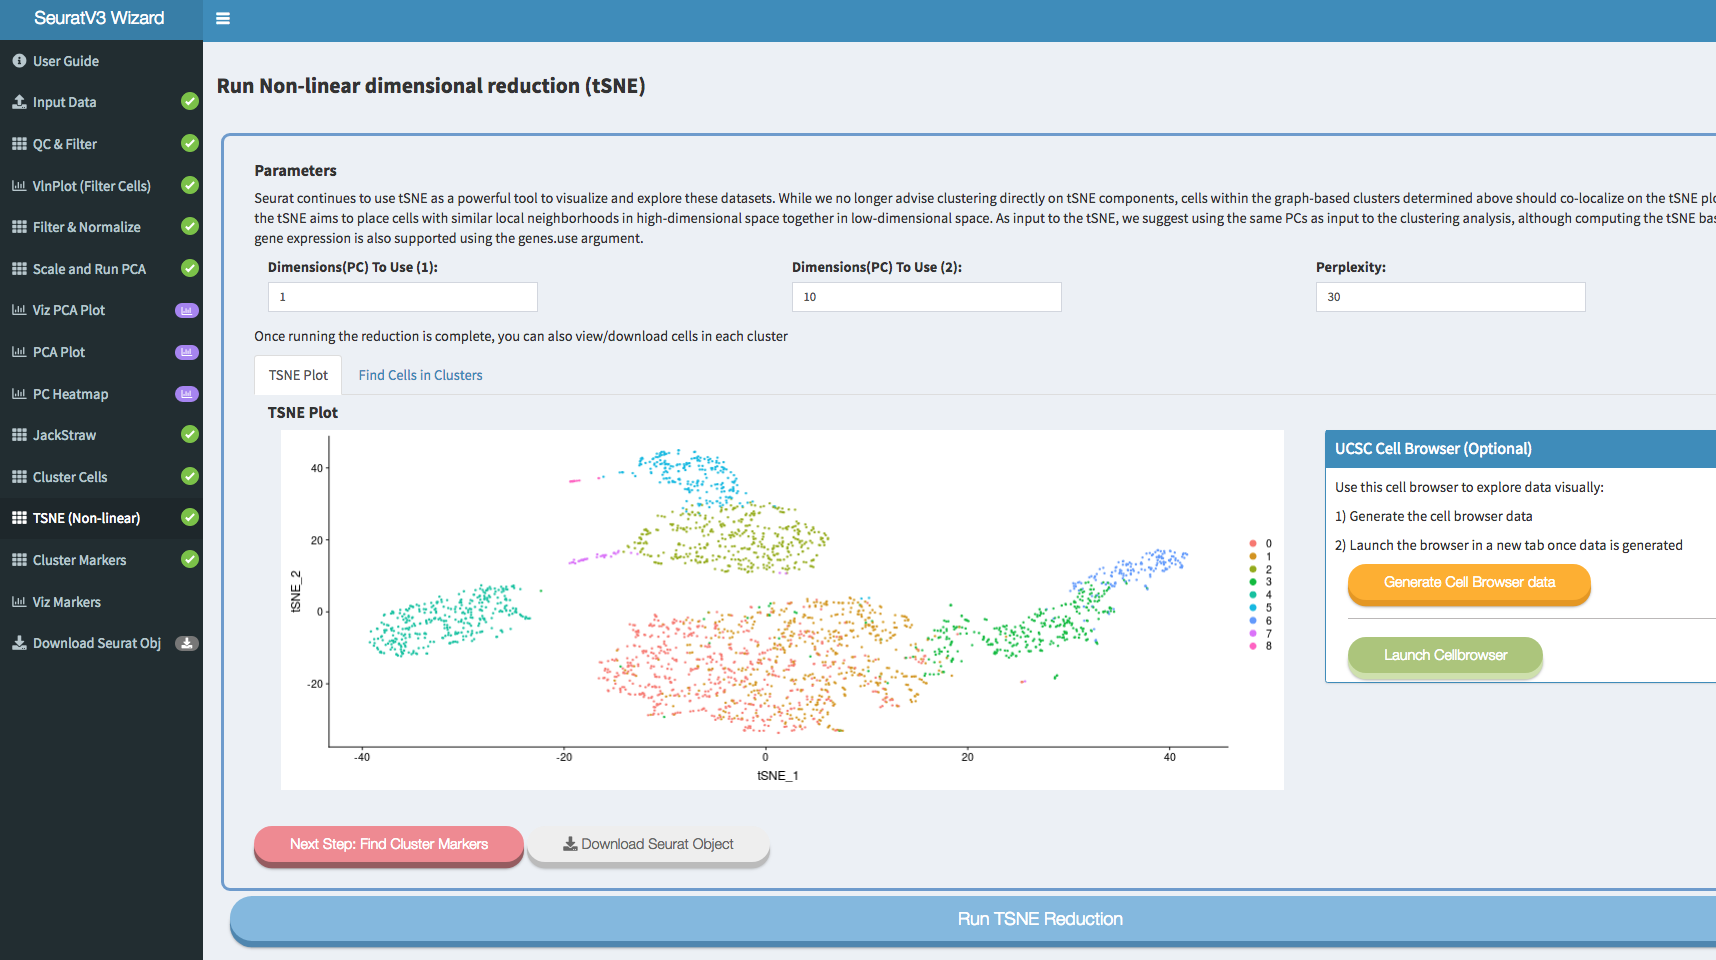 SeuratV3 Wizard
User Guide
Input Data
QC & Filter
VlnPlot (Filter Cells)
Filter & Normalize
Scale and Run PCA
Viz PCA Plot
PCA Plot
PC Heatmap
JackStraw
Cluster Cells
TSNE (Non-linear)
Cluster Markers
Viz Markers
Download Seurat Obj
Run Non-linear dimensional reduction (tSNE)
Parameters
Seurat continues to use tSNE as a powerful tool to visualize and explore these datasets. While we no longer advise clustering directly on tSNE components, cells within the graph-based clusters determined above should co-localize on the tSNE plo
the tSNE aims to place cells with similar local neighborhoods in high-dimensional space together in low-dimensional space. As input to the tSNE, we suggest using the same PCs as input to the clustering analysis, although computing the tSNE bas
gene expression is also supported using the genes.use argument.
Dimensions(PC) To Use (1):
1
Dimensions(PC) To Use (2):
10
Perplexity:
30
Once running the reduction is complete, you can also view/download cells in each cluster
TSNE Plot
Find Cells in Clusters
TSNE Plot
tSNE_2
40
20
0
-20
-40
-20
0
20
40
tSNE_1
0
1
2
3
4
5
6
7
8
UCSC Cell Browser (Optional)
Use this cell browser to explore data visually:
1) Generate the cell browser data
2) Launch the browser in a new tab once data is generated
Generate Cell Browser data
Launch Cellbrowser
Next Step: Find Cluster Markers
Download Seurat Object
Run TSNE Reduction